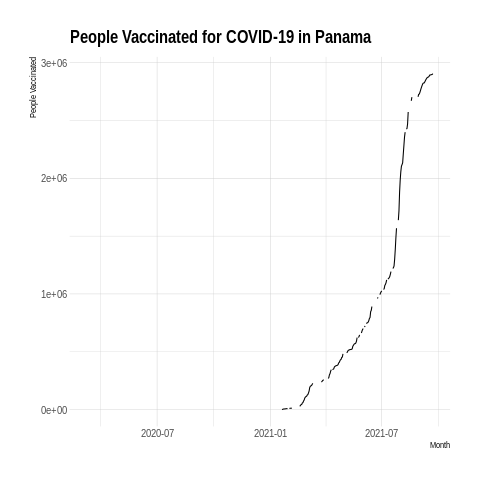 People Vaccinated for COVID-19 in Panama
People Vaccinated
3e+06
2e+06
1e+06
0e+00
2020-07 2021-01 2021-07
Month